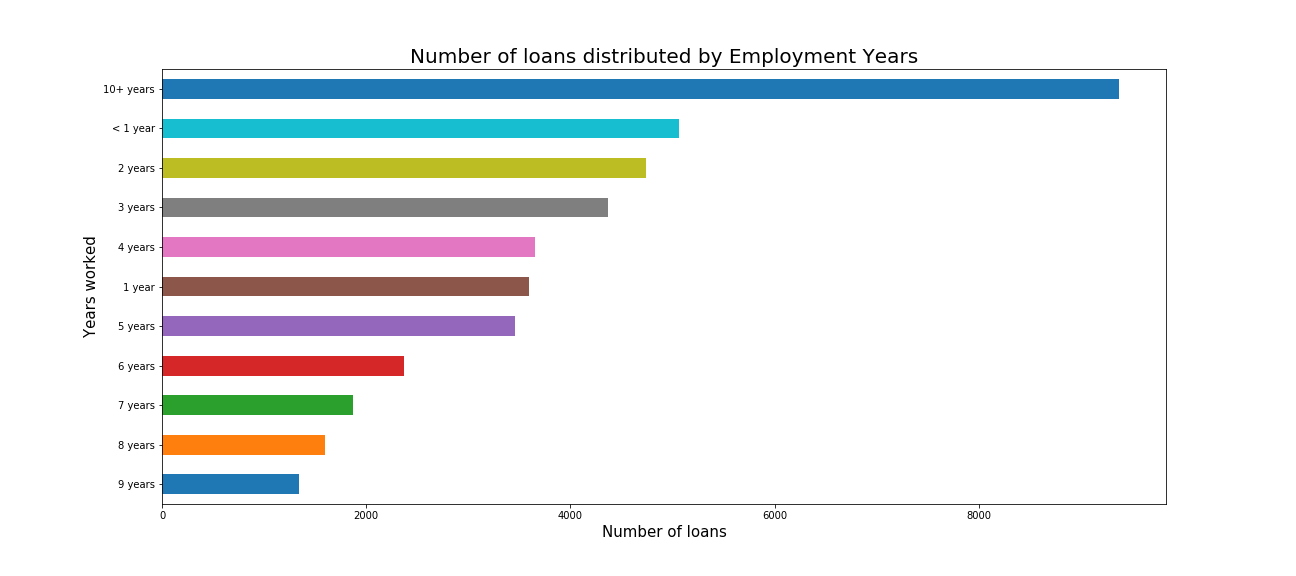 Number of loans distributed by Employment Years
10+ years
< 1 year
2 years
3 years
4 years
1 year
5 years
6 years
7 years
8 years
9 years
Years worked
0 2000 4000 6000 8000
Number of loans